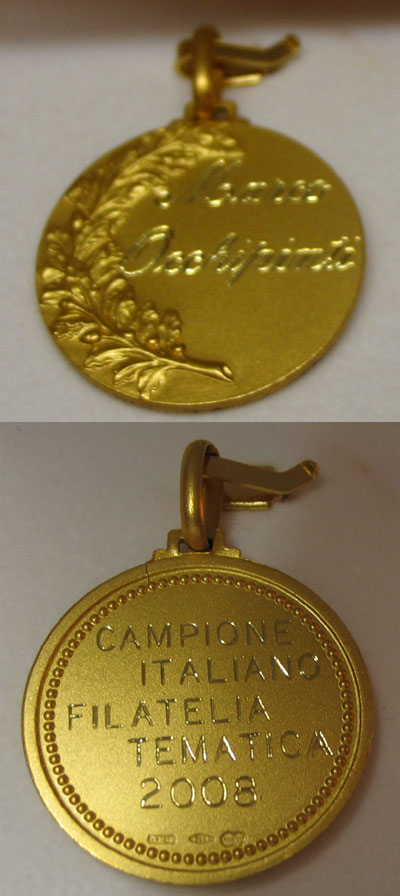 Marco
Occhipinti
CAMPIONE
ITALIANO
FILATELIA
TEMATICA
2008